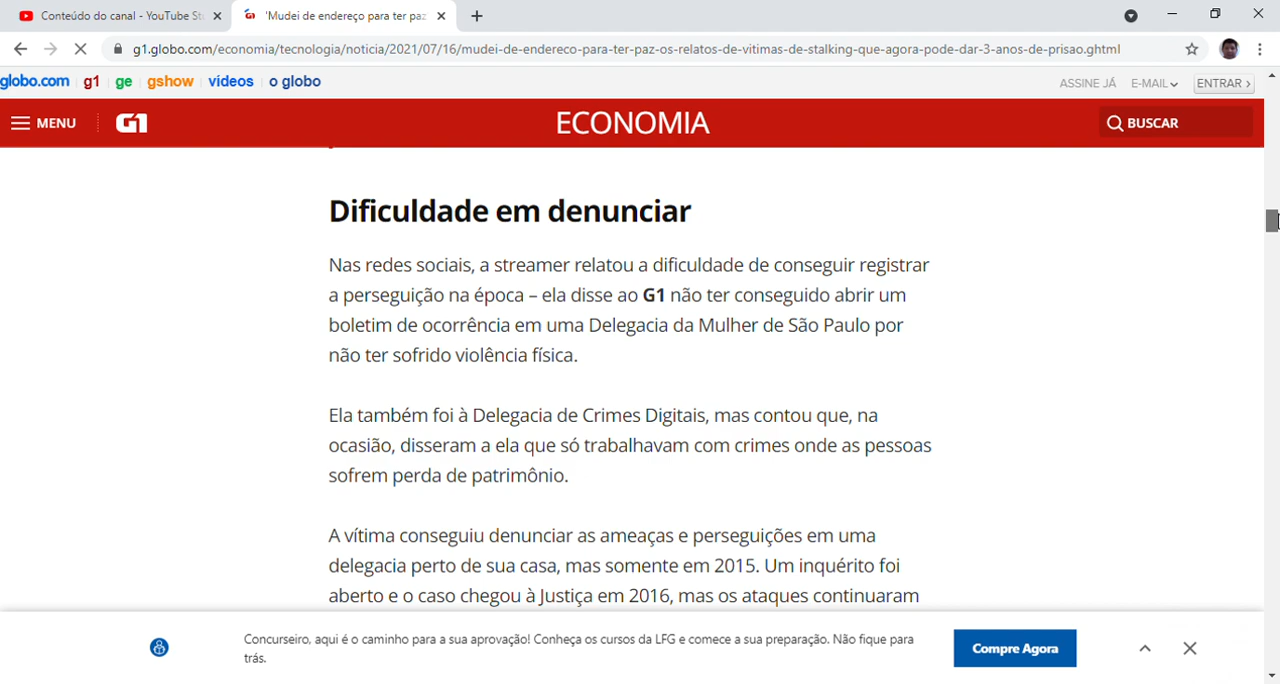 Conteúdo do canal - YouTube St
'Mudei de endereço para ter paz
g1.globo.com/economia/tecnologia/noticia/2021/07/16/mudei-de-endereco-para-ter-paz-os-relatos-de-vitimas-de-stalking-que-agora-pode-dar-3-anos-de-prisao.ghtml
globo.com g1 ge gshow videos o globo
ASSINE JÁ E-MAIL ENTRAR
MENU
G1
ECONOMIA
BUSCAR
Dificuldade em denunciar
Nas redes sociais, a streamer relatou a dificuldade de conseguir registrar
a perseguição na época – ela disse ao G1 não ter conseguido abrir um
boletim de ocorrência em uma Delegacia da Mulher de São Paulo por
não ter sofrido violência física.
Ela também foi à Delegacia de Crimes Digitais, mas contou que, na
ocasião, disseram a ela que só trabalhavam com crimes onde as pessoas
sofrem perda de patrimônio.
A vítima conseguiu denunciar as ameaças e perseguições em uma
delegacia perto de sua casa, mas somente em 2015. Um inquérito foi
aberto e o caso chegou à Justiça em 2016, mas os ataques continuaram
Concurseiro, aqui é o caminho para a sua aprovação! Conheça os cursos da LFG e comece a sua preparação. Não fique para
trás.
Compre Agora